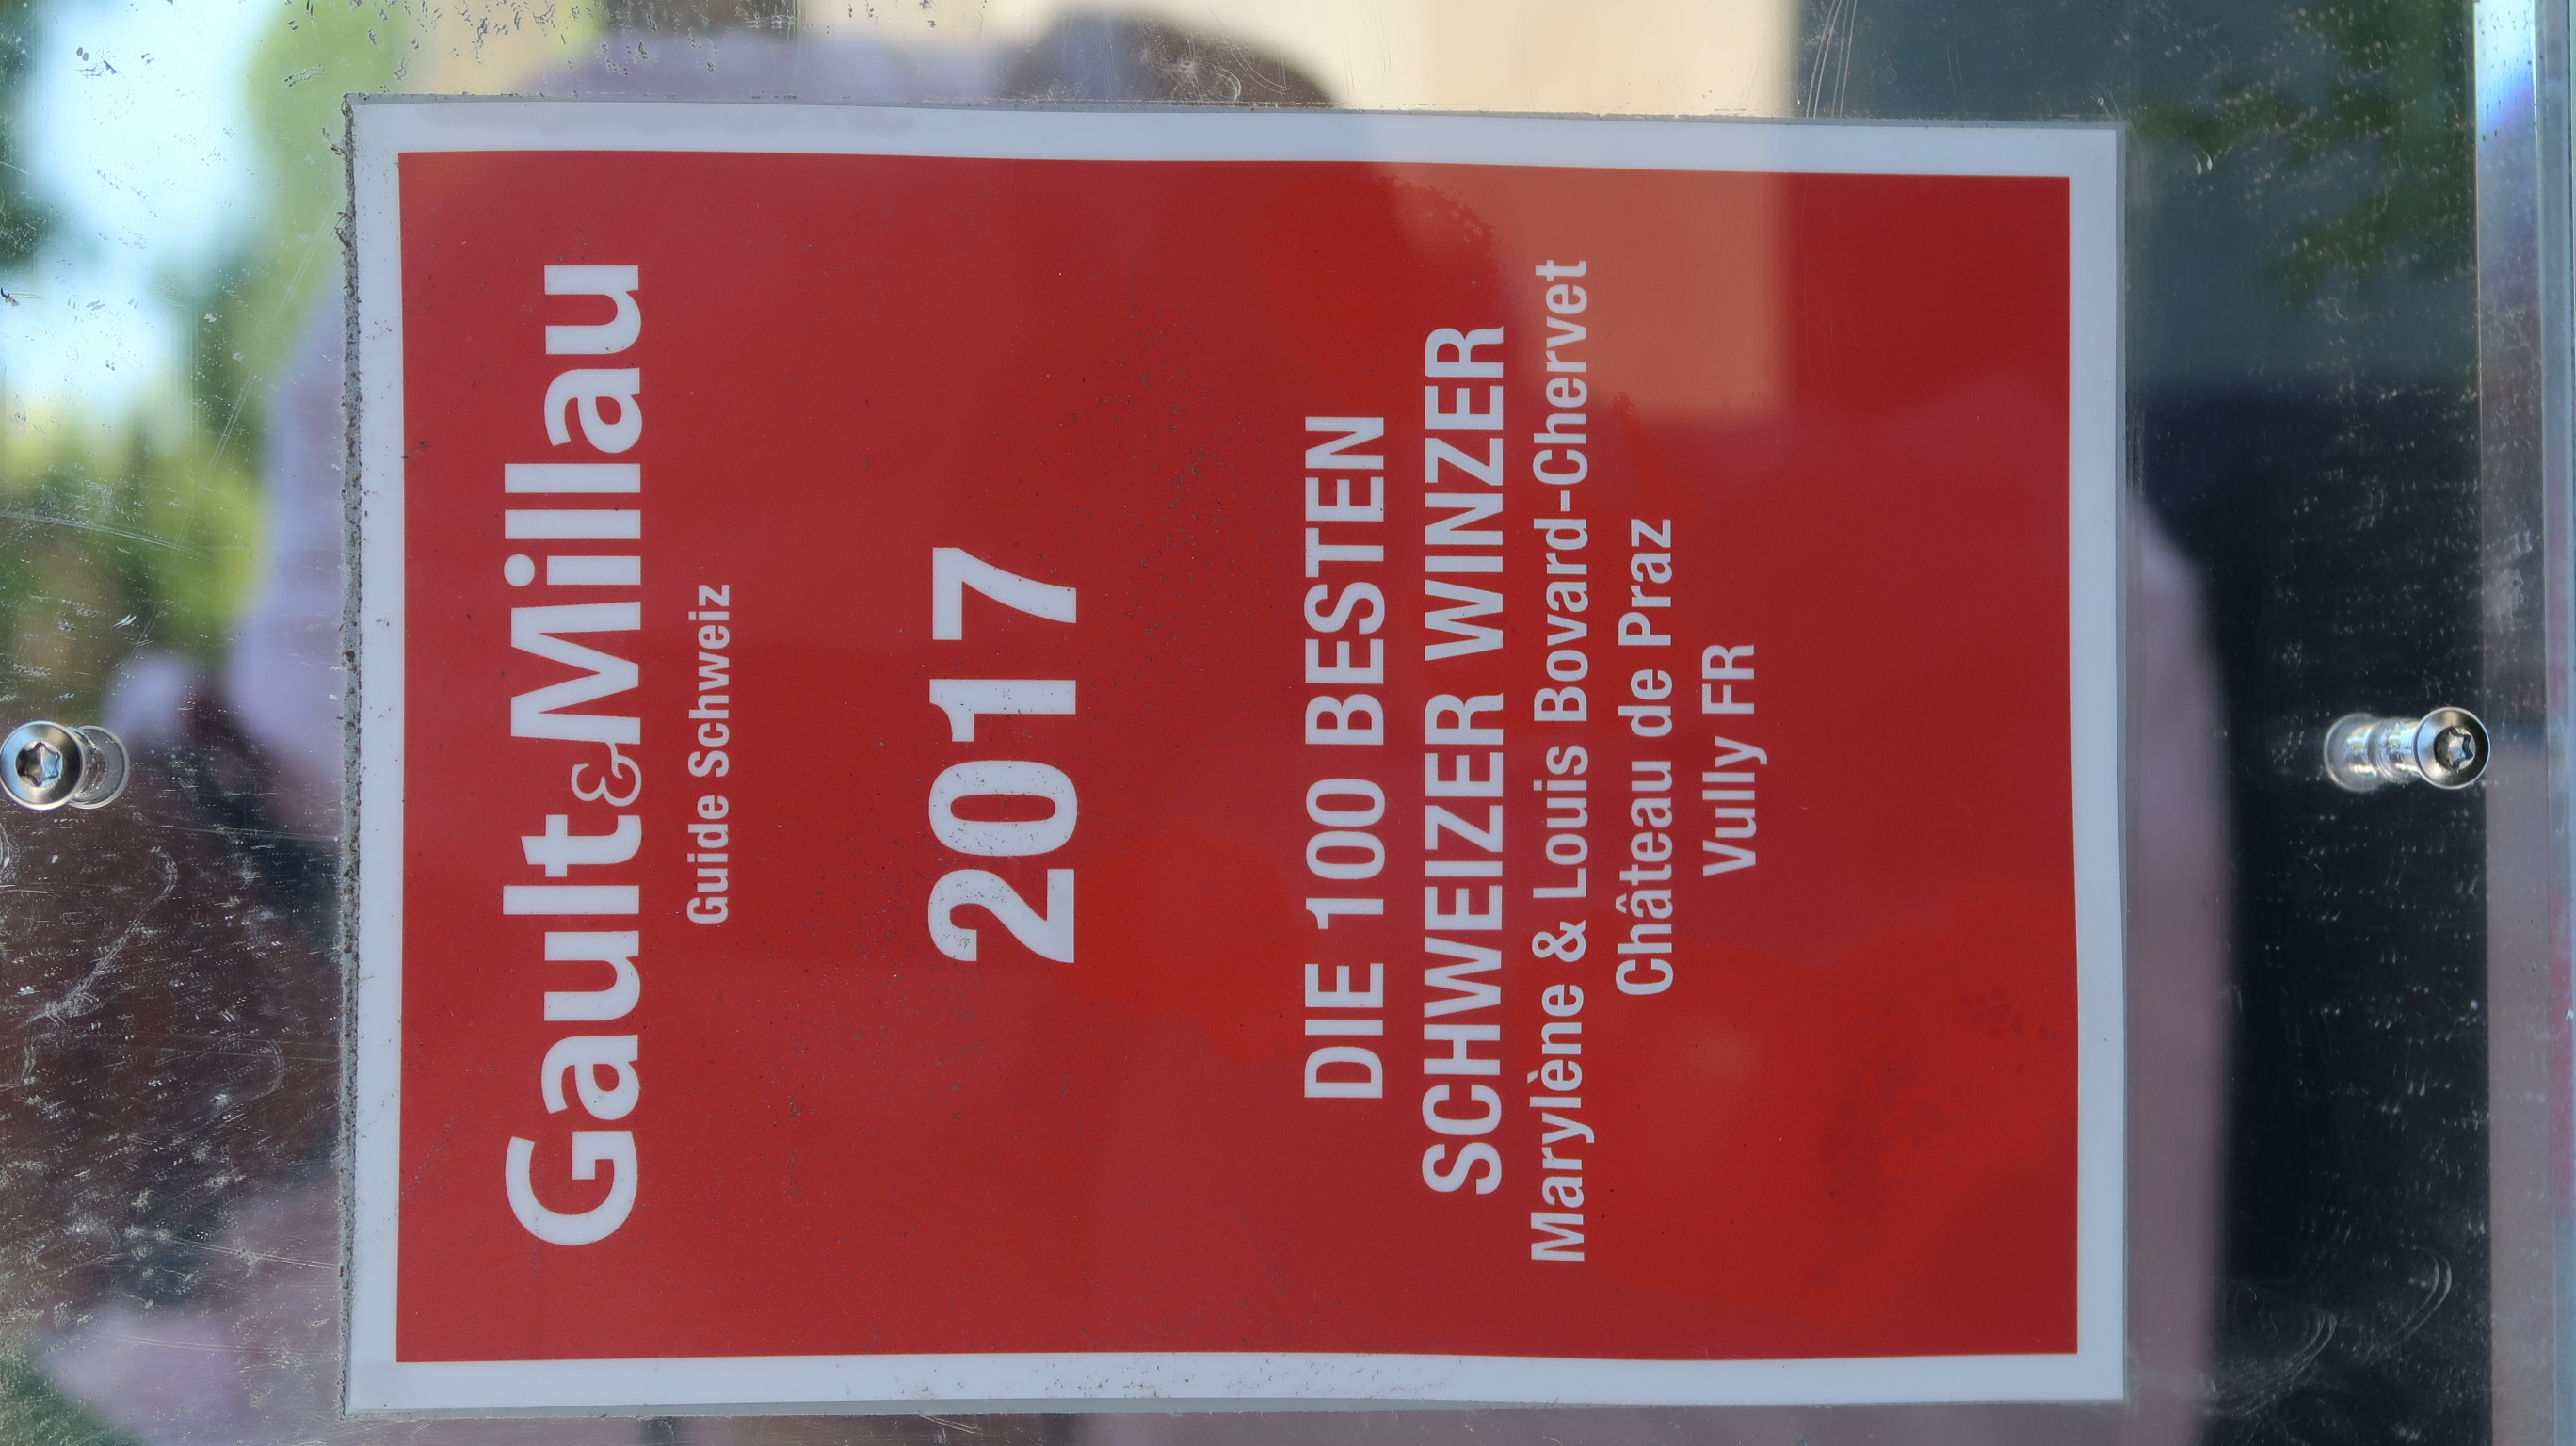 Gault&Millau
Guide Schweiz
2017
DIE 100 BESTEN
SCHWEIZER WINZER
Marylène & Louis Bovard-Chervet
Château de Praz
Vully FR